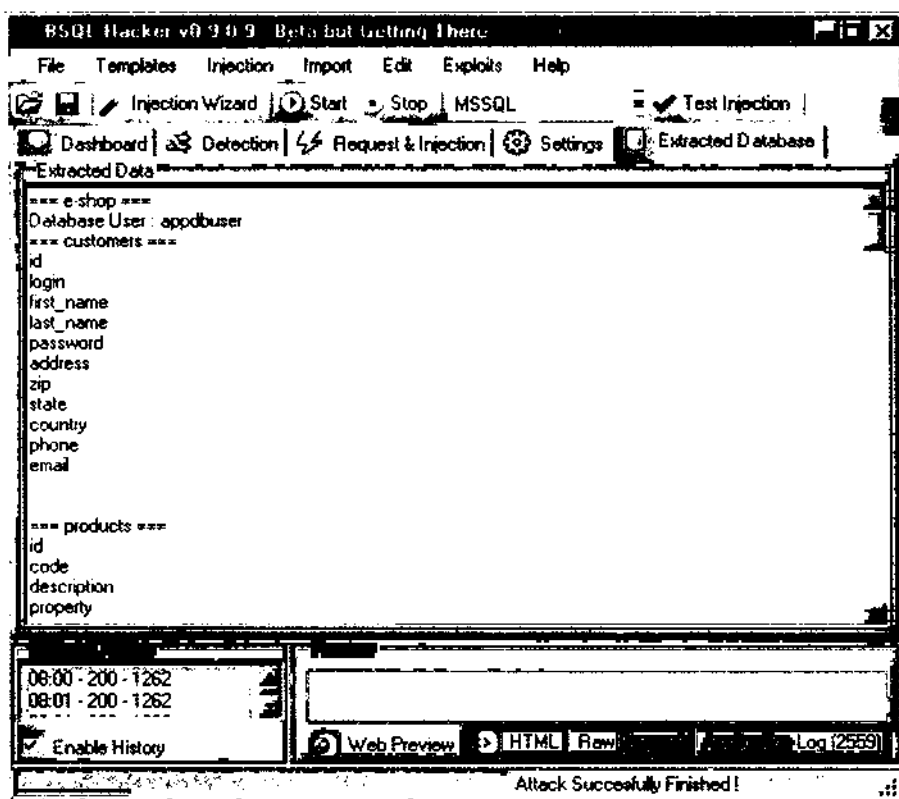 BSQL Hacker v0.9.0.9 Beta but Getting There
File Templates Injection Import Edit Exploits Help
Injection Wizard Start Stop MSSQL Test Injection
Dashboard Detection Request & Injection Settings Extracted Database
Extracted Data
=== e-shop ===
Database User : appdbuser
=== customers ===
id
login
first_name
last_name
password
address
zip
state
country
phone
email
=== products ===
id
code
description
property
08:00 - 200 - 1262
08:01 - 200 - 1262
Enable History
Web Preview HTML Raw Log (2559)
Attack Succesfully Finished !